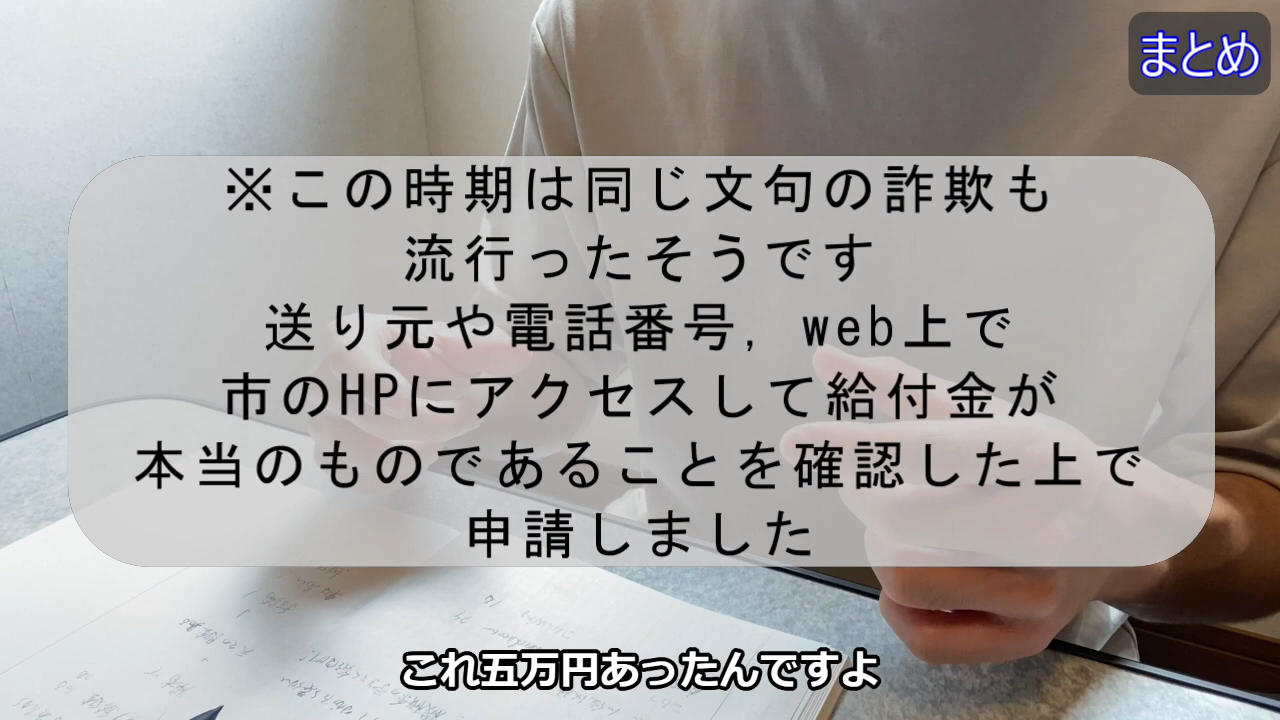 まとめ
※この時期は同じ文句の詐欺も
流行ったそうです
送り元や電話番号, web上で
市のHPにアクセスして給付金が
本当のものであることを確認した上で
申請しました
これ五万円あったんですよ